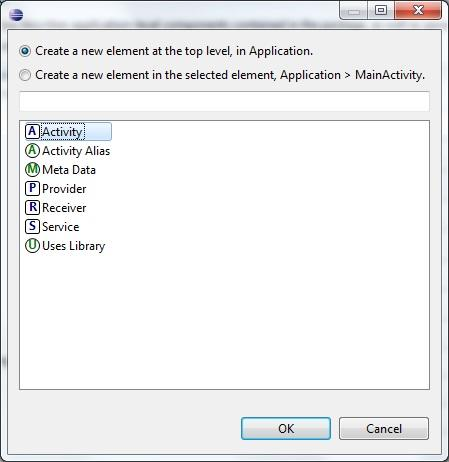 Create a new element at the top level, in Application.
Create a new element in the selected element, Application > MainActivity.
A Activity
A Activity Alias
M Meta Data
P Provider
R Receiver
S Service
U Uses Library
OK Cancel